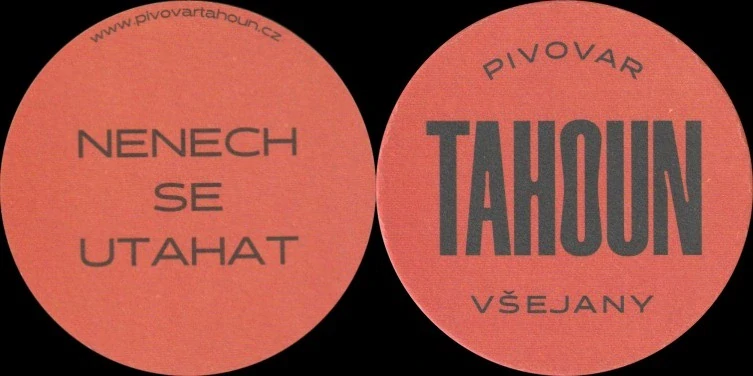 www.pivovartahoun.cz
NENECH
SE
UTAHAT
PIVOVAR
TAHOUN
VŠEJANY